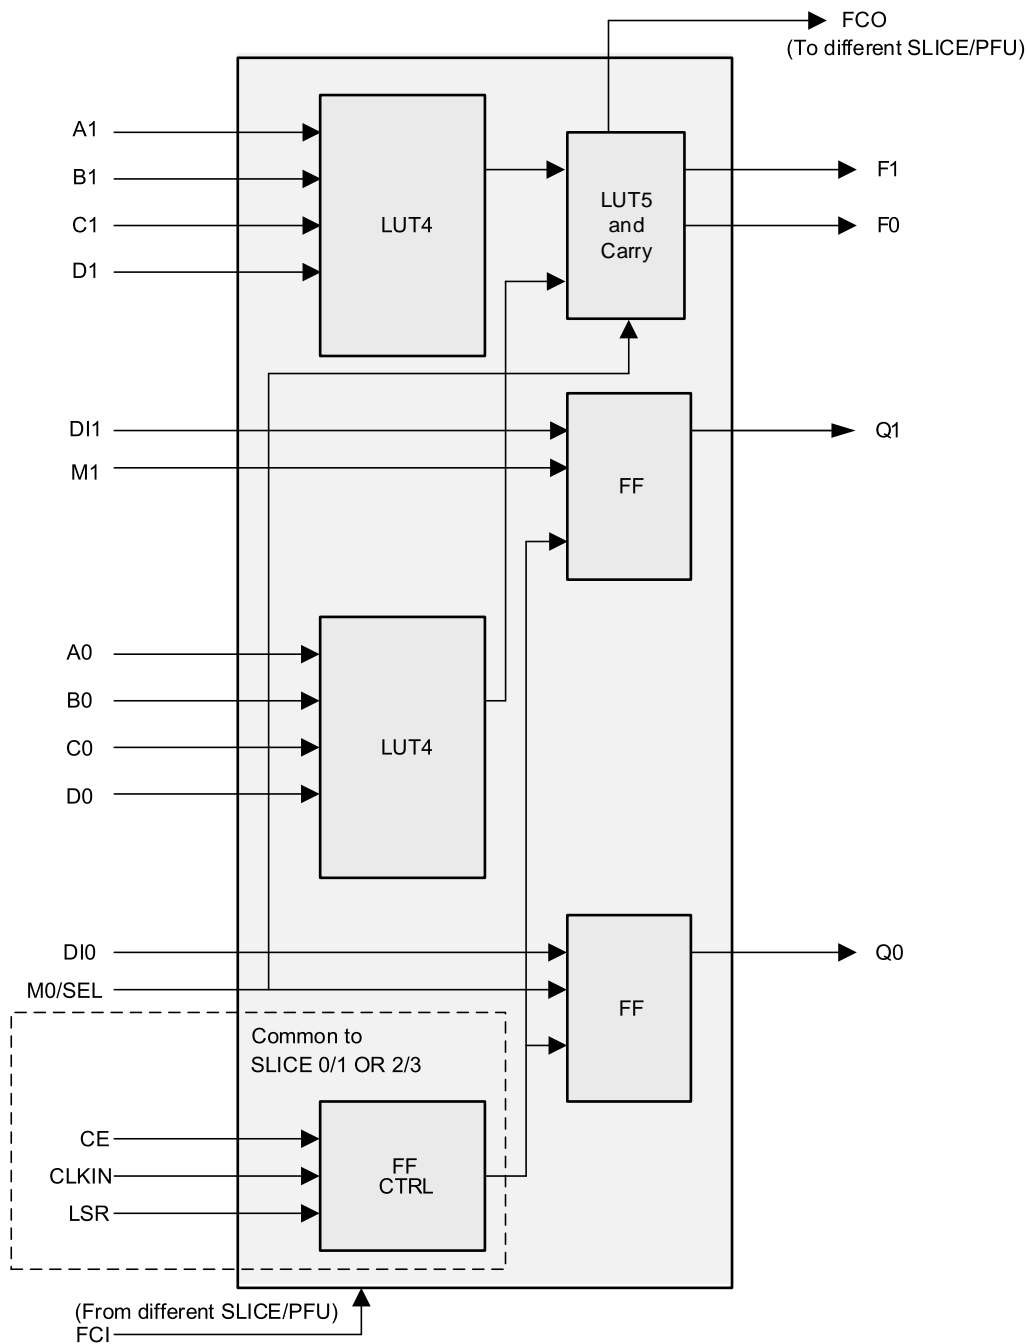 FCO
(To different SLICE/PFU)
A1
B1
C1
D1
LUT4
LUT5
and
Carry
F1
F0
DI1
M1
FF
Q1
A0
B0
C0
D0
LUT4
DI0
M0/SEL
FF
Q0
Common to
SLICE 0/1 OR 2/3
CE
CLKIN
LSR
FF
CTRL
(From different SLICE/PFU)
FCI